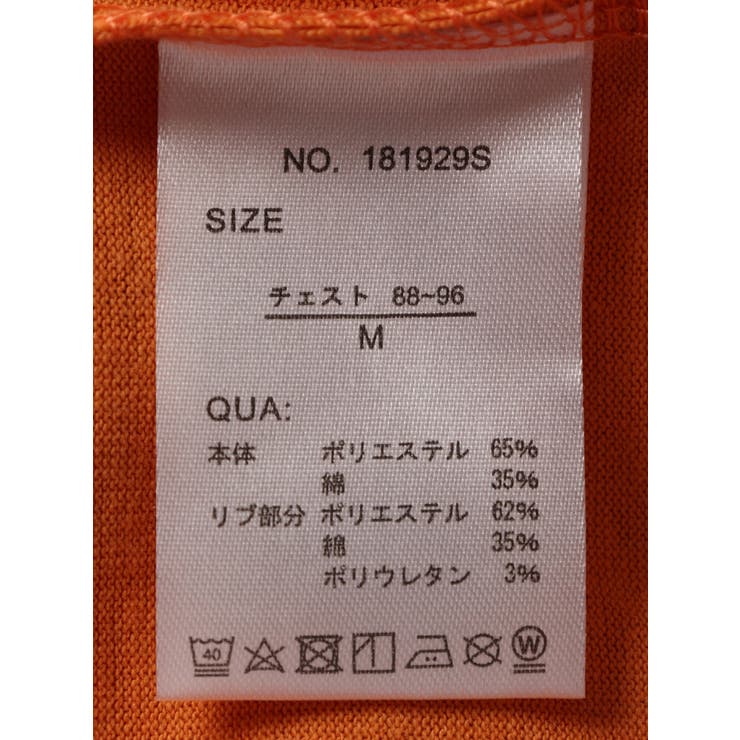 NO. 181929S
SIZE
チェスト 88~96
M
QUA:
本体 ポリエステル 65%
綿 35%
リブ部分 ポリエステル 62%
綿 35%
ポリウレタン 3%
40 W